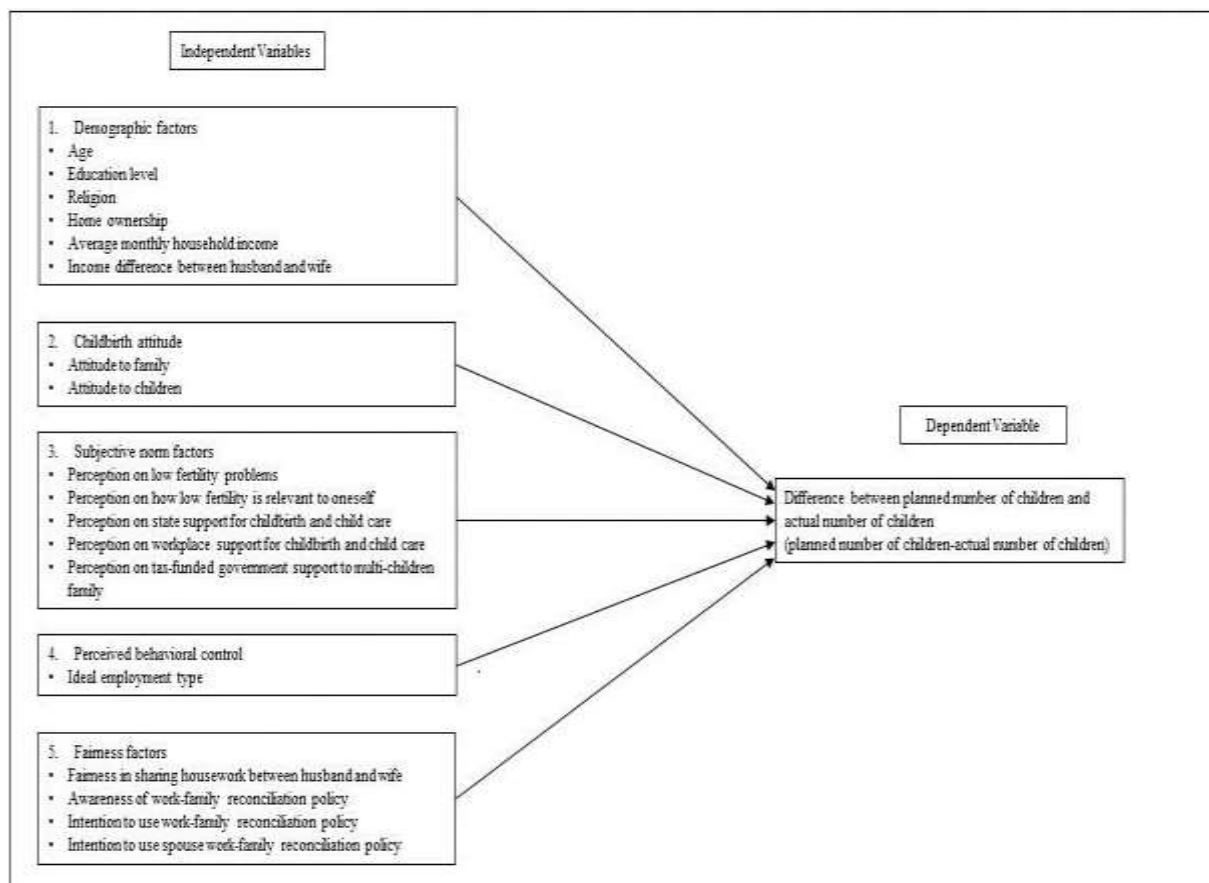 Independent Variables
1. Demographic factors
• Age
• Education level
• Religion
• Home ownership
• Average monthly household income
• Income difference between husband and wife
2. Childbirth attitude
• Attitude to family
• Attitude to children
3. Subjective norm factors
• Perception on low fertility problems
• Perception on how low fertility is relevant to oneself
• Perception on state support for childbirth and child care
• Perception on workplace support for childbirth and child care
• Perception on tax-funded government support to multi-children
family
4. Perceived behavioral control
• Ideal employment type
5. Fairness factors
• Fairness in sharing housework between husband and wife
• Awareness of work-family reconciliation policy
• Intention to use work-family reconciliation policy
• Intention to use spouse work-family reconciliation policy
Dependent Variable
Difference between planned number of children and
actual number of children
(planned number of children-actual number of children)